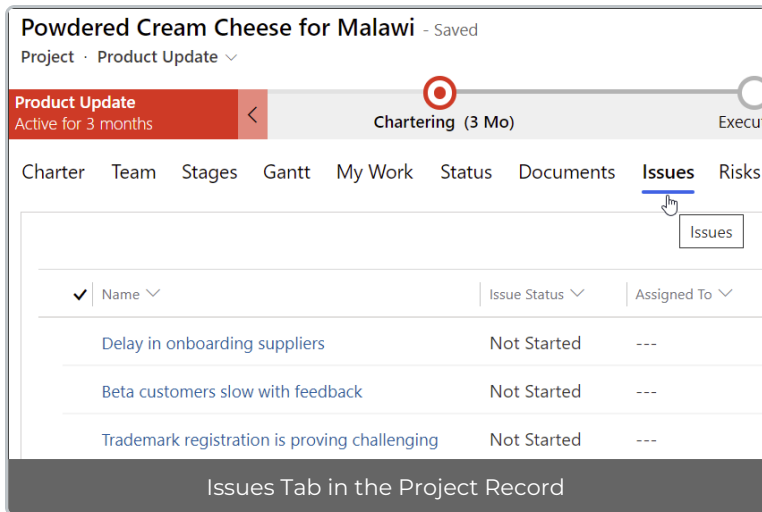 Powdered Cream Cheese for Malawi - Saved
Project · Product Update
Product Update
Active for 3 months
Chartering (3 Mo)
Execut
Charter Team Stages Gantt My Work Status Documents Issues Risks
Issues
Name Issue Status Assigned To
Delay in onboarding suppliers Not Started ---
Beta customers slow with feedback Not Started ---
Trademark registration is proving challenging Not Started ---
Issues Tab in the Project Record